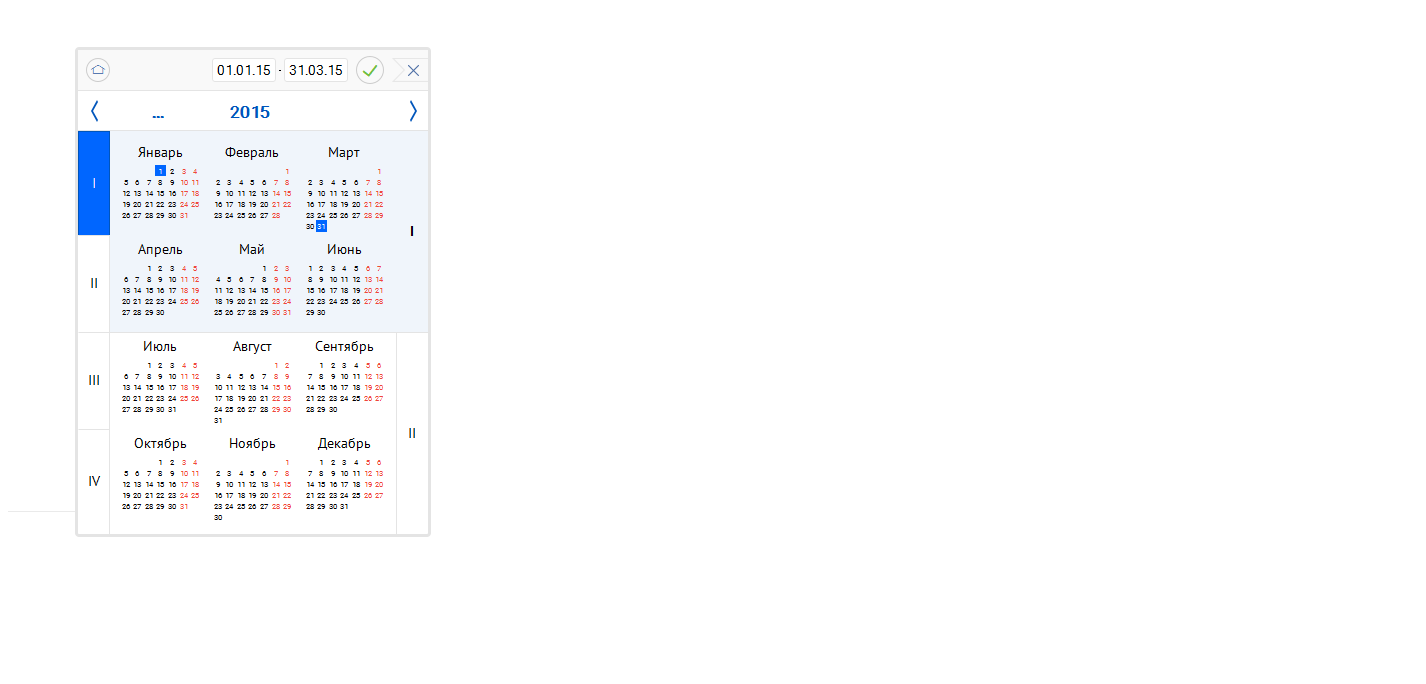 01.01.15 - 31.03.15
... 2015
Январь Февраль Март
1 2 3 4 1 1
5 6 7 8 9 10 11 2 3 4 5 6 7 8 2 3 4 5 6 7 8
I
12 13 14 15 16 17 18 9 10 11 12 13 14 15 9 10 11 12 13 14 15
19 20 21 22 23 24 25 16 17 18 19 20 21 22 16 17 18 19 20 21 22
26 27 28 29 30 31 23 24 25 26 27 28 23 24 25 26 27 28 29
30 31
I
Апрель Май Июнь
1 2 3 4 5 1 2 3 1 2 3 4 5 6 7
6 7 8 9 10 11 12 4 5 6 7 8 9 10 8 9 10 11 12 13 14
II
13 14 15 16 17 18 19 11 12 13 14 15 16 17 15 16 17 18 19 20 21
20 21 22 23 24 25 26 18 19 20 21 22 23 24 22 23 24 25 26 27 28
27 28 29 30 25 26 27 28 29 30 31 29 30
Июль Август Сентябрь
1 2 3 4 5 1 2 1 2 3 4 5 6
6 7 8 9 10 11 12 3 4 5 6 7 8 9 7 8 9 10 11 12 13
III
13 14 15 16 17 18 19 10 11 12 13 14 15 16 14 15 16 17 18 19 20
20 21 22 23 24 25 26 17 18 19 20 21 22 23 21 22 23 24 25 26 27
27 28 29 30 31 24 25 26 27 28 29 30 28 29 30
31
II
Октябрь Ноябрь Декабрь
1 2 3 4 1 1 2 3 4 5 6
5 6 7 8 9 10 11 2 3 4 5 6 7 8 7 8 9 10 11 12 13
IV
12 13 14 15 16 17 18 9 10 11 12 13 14 15 14 15 16 17 18 19 20
19 20 21 22 23 24 25 16 17 18 19 20 21 22 21 22 23 24 25 26 27
26 27 28 29 30 31 23 24 25 26 27 28 29 28 29 30 31
30